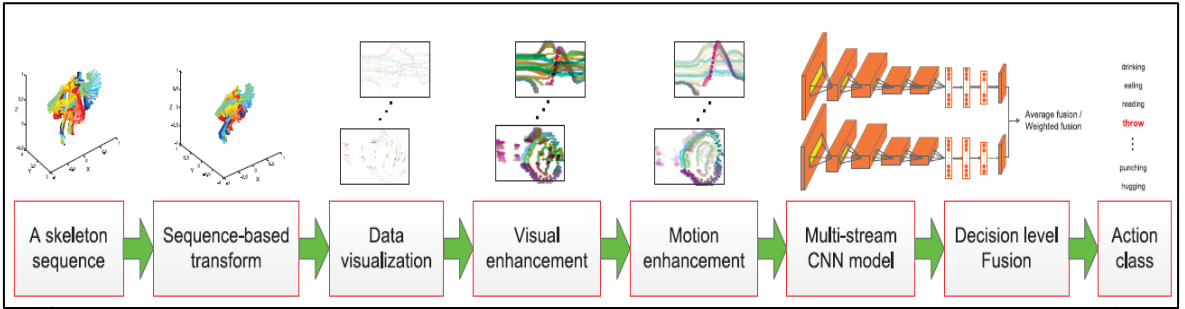 drinking
eating
reading
throw
punching
hugging
Average fusion /
Weighted fusion
Z
Y
X
Z
Y
X
A skeleton
sequence
Sequence-based
transform
Data
visualization
Visual
enhancement
Motion
enhancement
Multi-stream
CNN model
Decision level
Fusion
Action
class